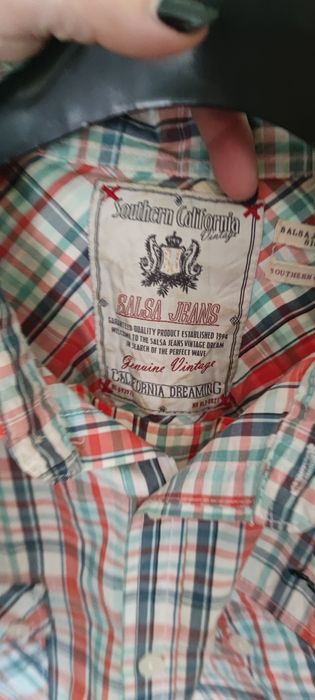 Southern California
Vintage
SALSA JEANS
GUARANTEED QUALITY PRODUCT ESTABLISHED 1994
WELCOME TO THE SALSA JEANS VINTAGE DREAM
IN SEARCH OF THE PERFECT WAVE
Genuine Vintage
CALIFORNIA DREAMING
SALSA
SOUTHERN